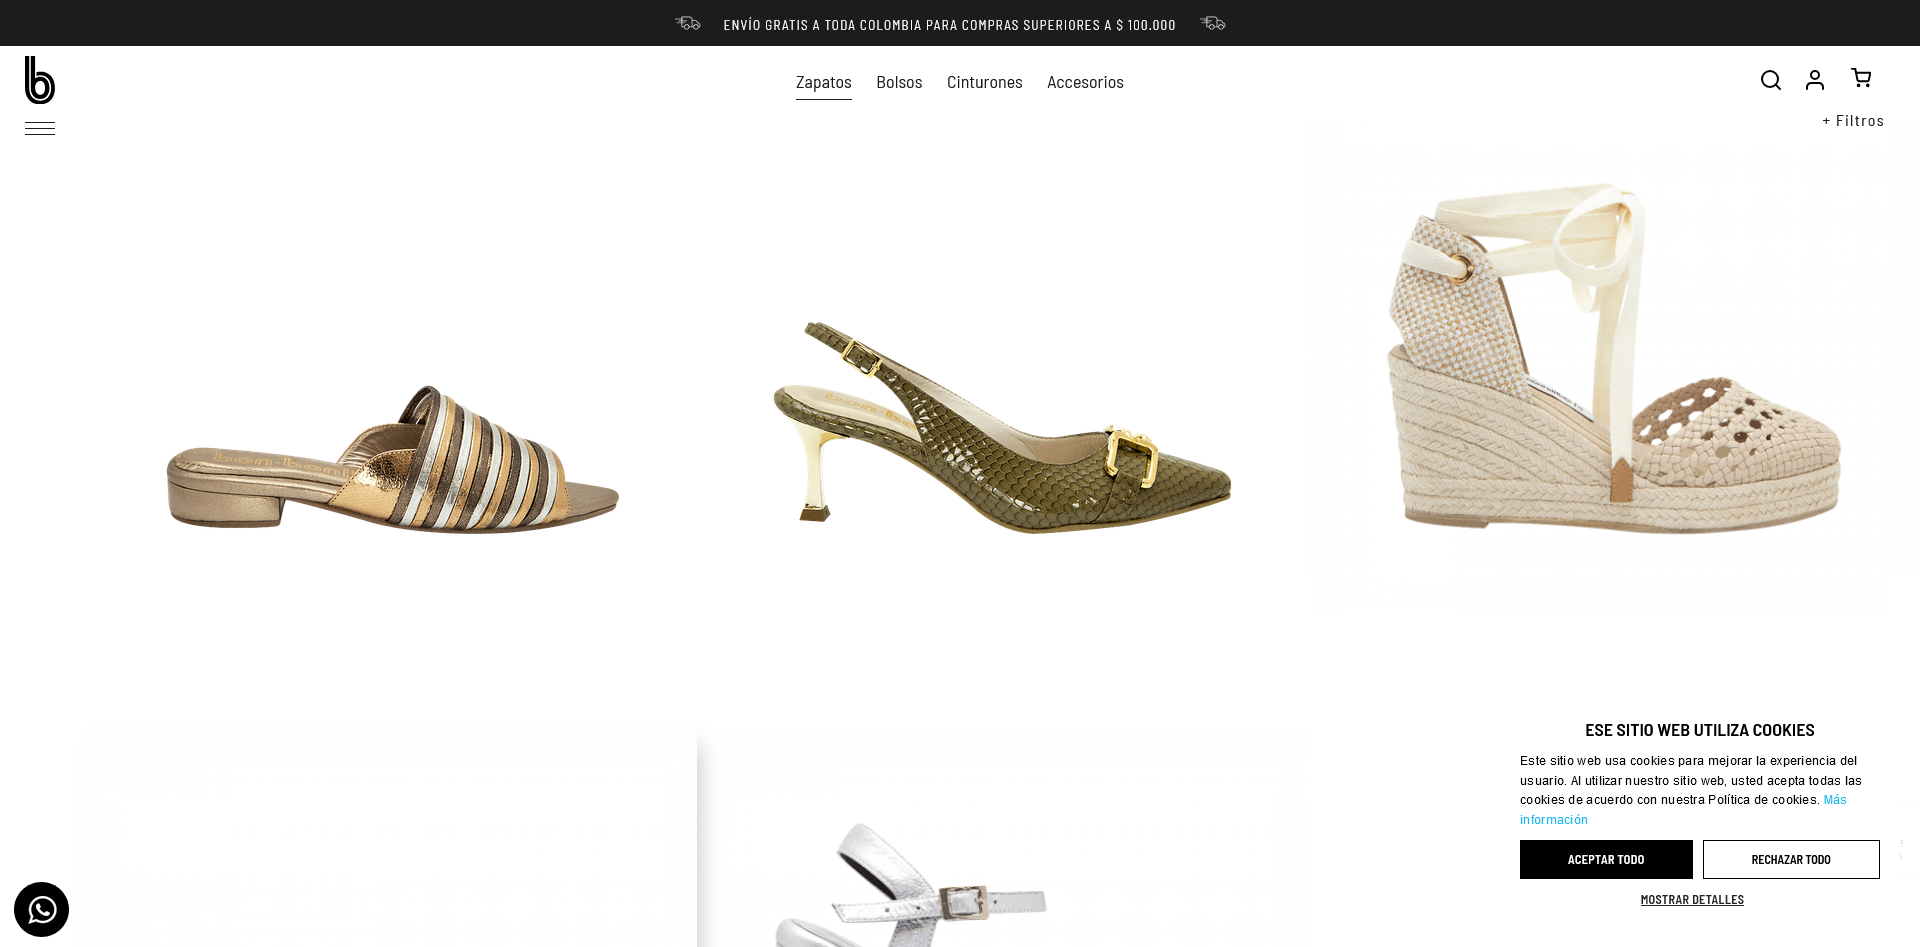 ENVÍO GRATIS A TODA COLOMBIA PARA COMPRAS SUPERIORES A $ 100.000
b
Zapatos
Bolsos
Cinturones
Accesorios
+ Filtros
bon-bonite
ESE SITIO WEB UTILIZA COOKIES
Este sitio web usa cookies para mejorar la experiencia del
usuario. Al utilizar nuestro sitio web, usted acepta todas las
cookies de acuerdo con nuestra Política de cookies. Más
información
ACEPTAR TODO
RECHAZAR TODO
MOSTRAR DETALLES